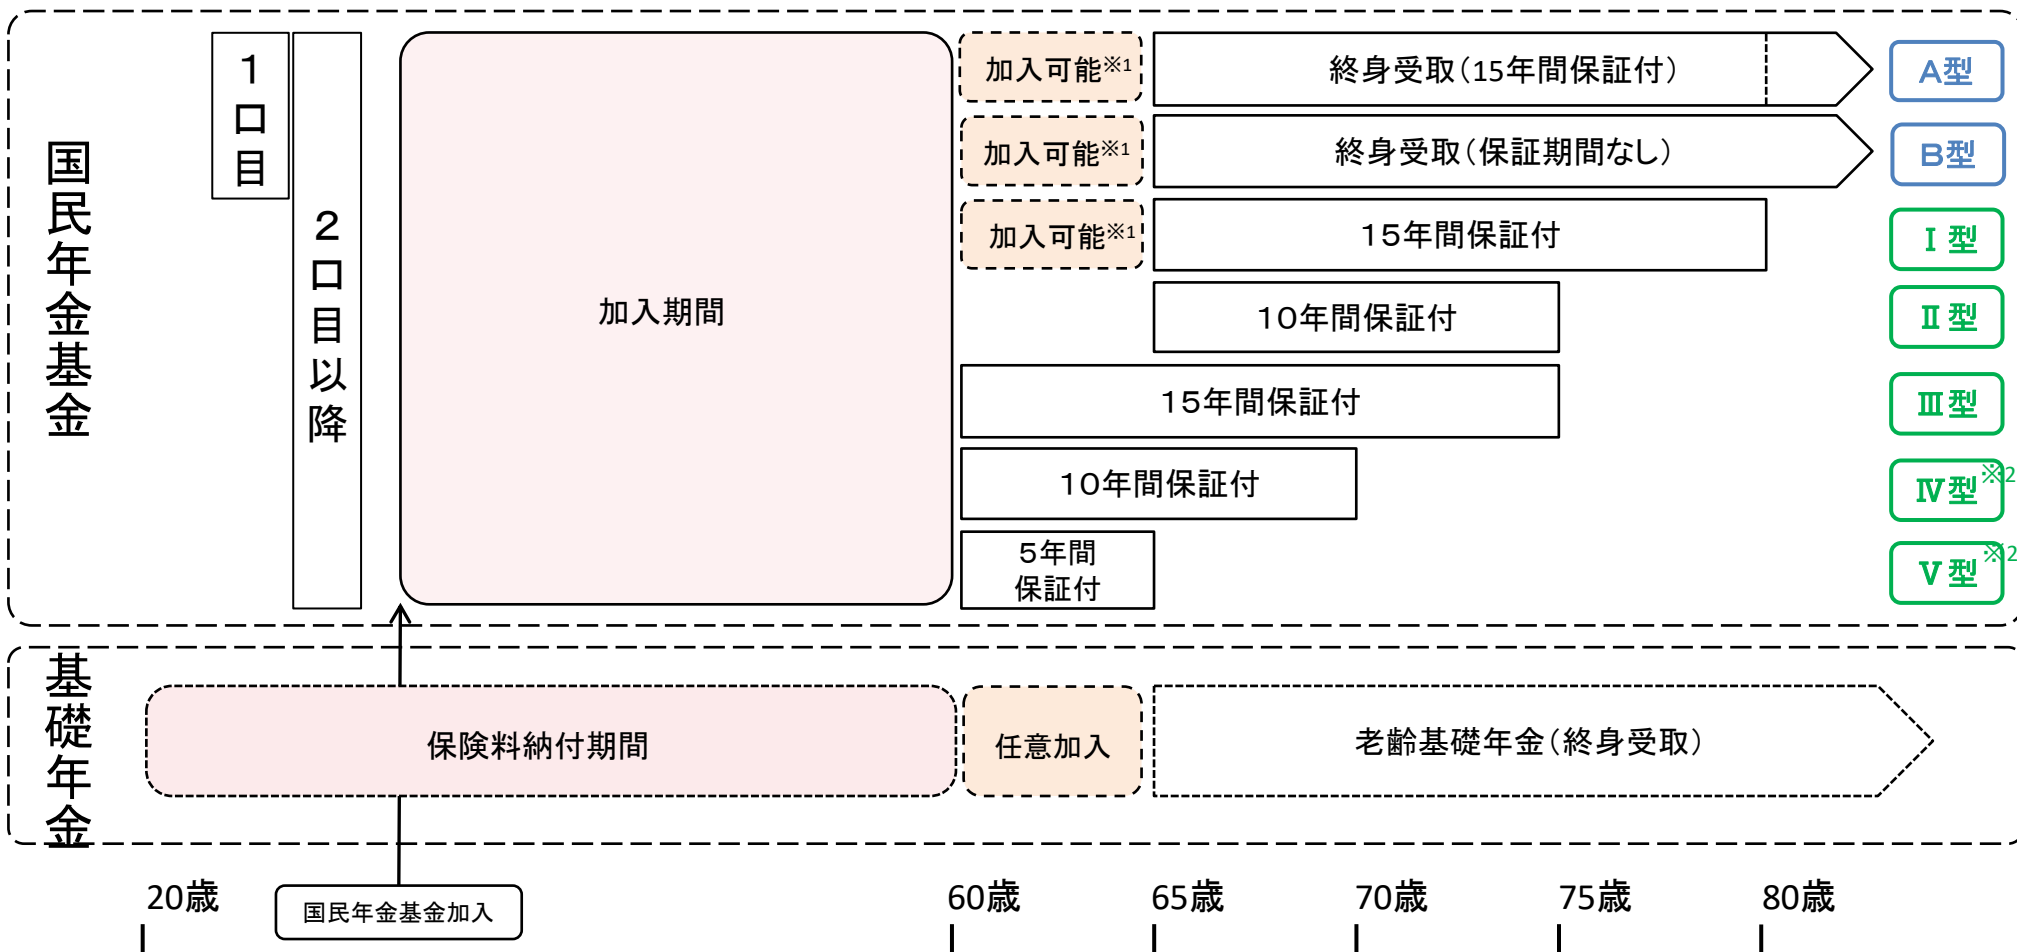 国民年金基金
1口目
2口目以降
加入期間
加入可能※1
終身受取（15年間保証付）
A型
加入可能※1
終身受取（保証期間なし）
B型
加入可能※1
15年間保証付
Ⅰ型
10年間保証付
Ⅱ型
15年間保証付
Ⅲ型
10年間保証付
Ⅳ型※2
5年間
保証付
Ⅴ型※2
基礎年金
保険料納付期間
任意加入
老齢基礎年金（終身受取）
国民年金基金加入
20歳
60歳
65歳
70歳
75歳
80歳